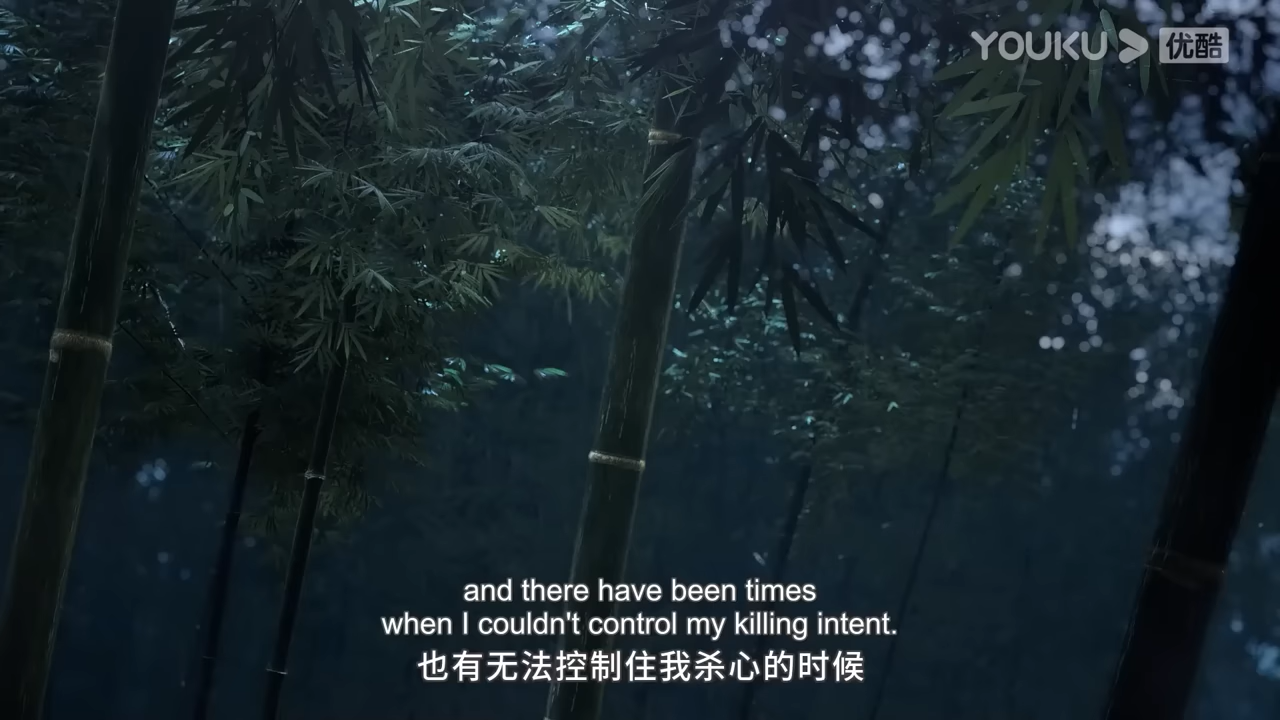 YOUKU 优酷
and there have been times
when I couldn't control my killing intent.
也有无法控制住我杀心的时候